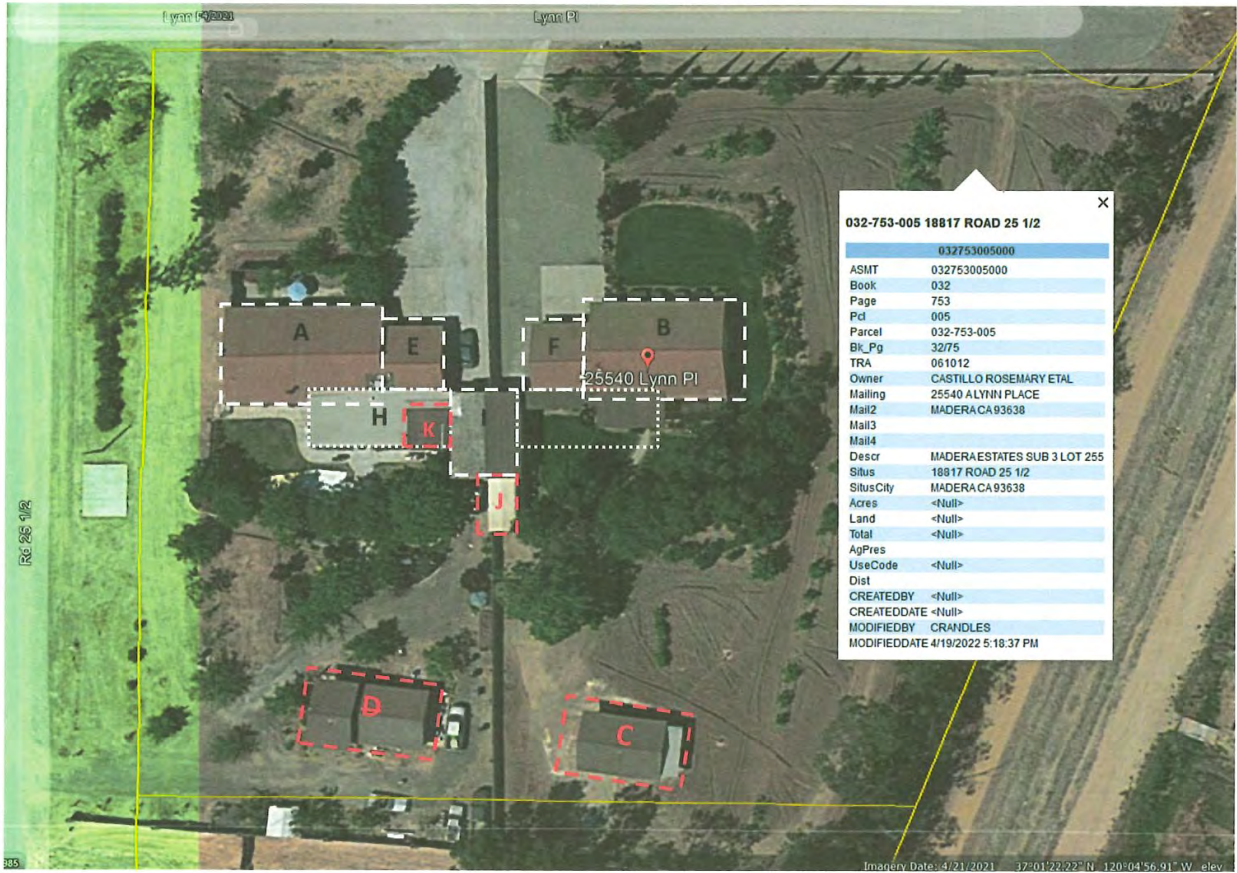 Lynn Pl
4/2021
Lynn Pl
A
E
F
B
25540 Lynn Pl
H
K
I
J
D
C
Rd 25 1/2
032-753-005 18817 ROAD 25 1/2
032753005000
ASMT 032753005000
Book 032
Page 753
Pcl 005
Parcel 032-753-005
Bk_Pg 32/75
TRA 061012
Owner CASTILLO ROSEMARY ETAL
Mailing 25540 A LYNN PLACE
Mail2 MADERA CA 93638
Mail3
Mail4
Descr MADERA ESTATES SUB 3 LOT 255
Situs 18817 ROAD 25 1/2
SitusCity MADERA CA 93638
Acres <Null>
Land <Null>
Total <Null>
AgPres
UseCode <Null>
Dist
CREATEDBY <Null>
CREATEDDATE <Null>
MODIFIEDBY CRANDLES
MODIFIEDDATE 4/19/2022 5:18:37 PM
985
Imagery Date: 4/21/2021 37°01'22.22" N 120°04'56.91" W elev